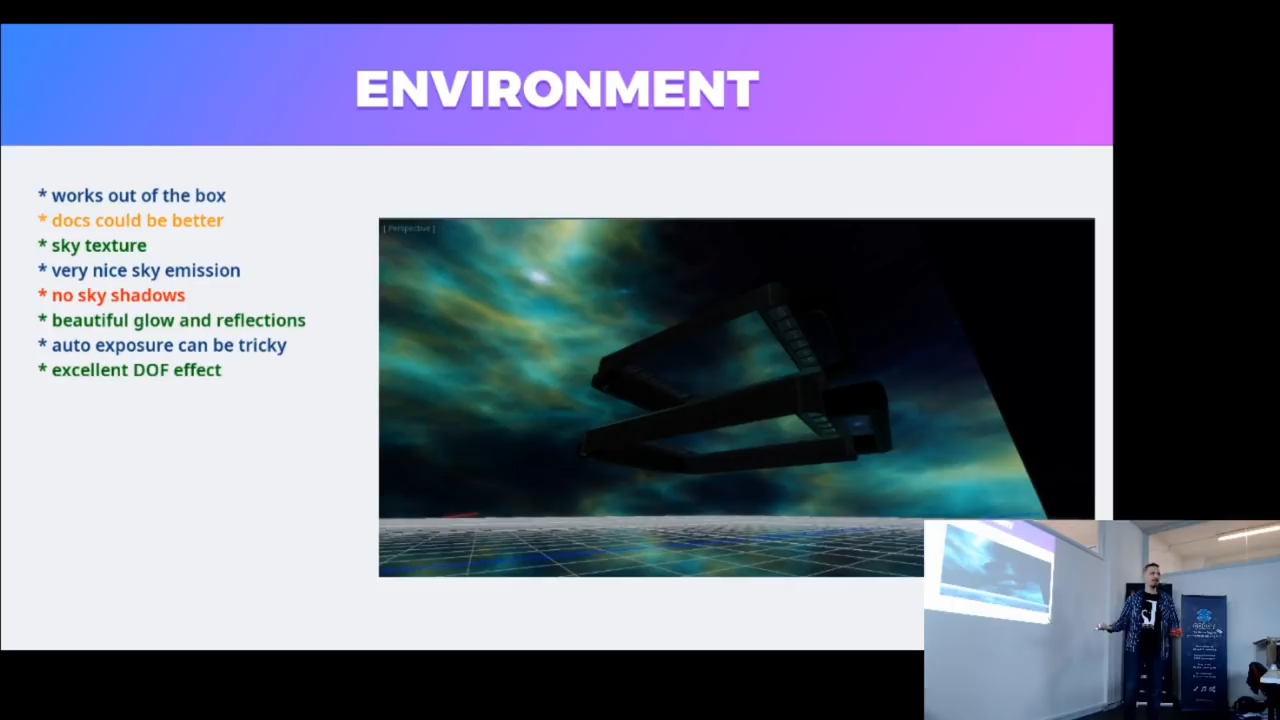 ENVIRONMENT
* works out of the box
* docs could be better
* sky texture
* very nice sky emission
* no sky shadows
* beautiful glow and reflections
* auto exposure can be tricky
* excellent DOF effect
[ Perspective ]